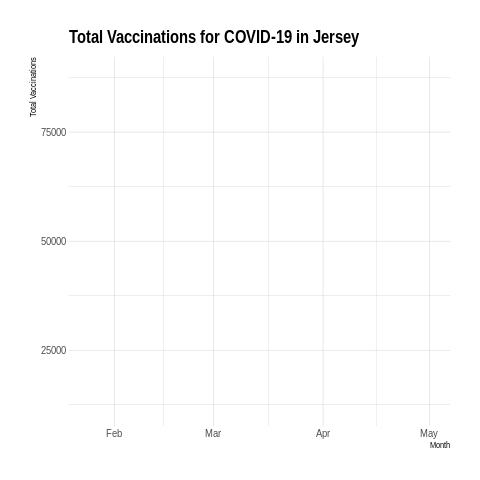 Total Vaccinations for COVID-19 in Jersey
Total Vaccinations
75000
50000
25000
Feb Mar Apr May
Month